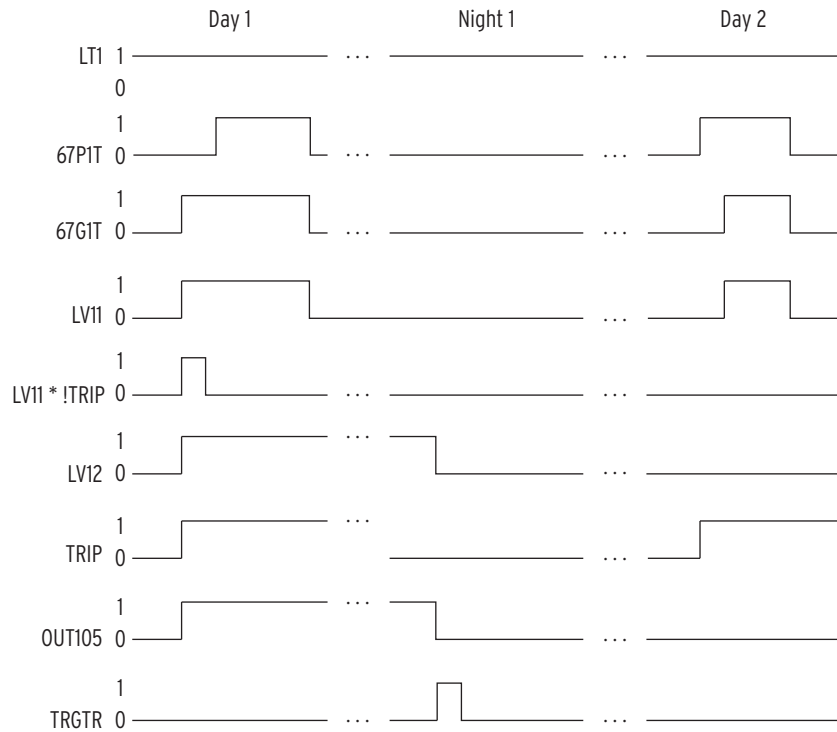 Day 1 Night 1 Day 2
LT1 1
0
... ...
1
67P1T 0
... ...
1
67G1T 0
... ...
1
LV11 0
...
1
LV11 * !TRIP 0
... ...
1
LV12 0
... ...
1
TRIP 0
... ...
1
OUT105 0
... ...
1
TRGTR 0
... ...